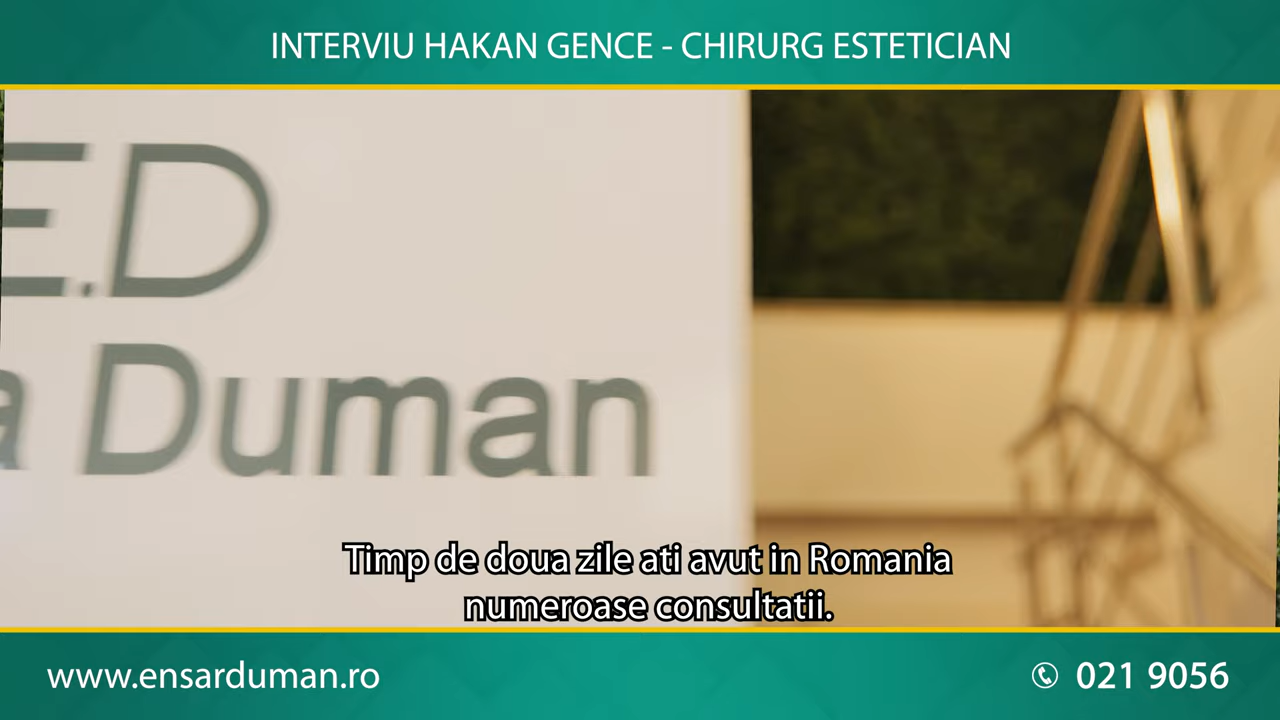 INTERVIU HAKAN GENCE - CHIRURG ESTETICIAN
E.D
a Duman
Timp de doua zile ati avut in Romania
numeroase consultatii.
www.ensarduman.ro
021 9056